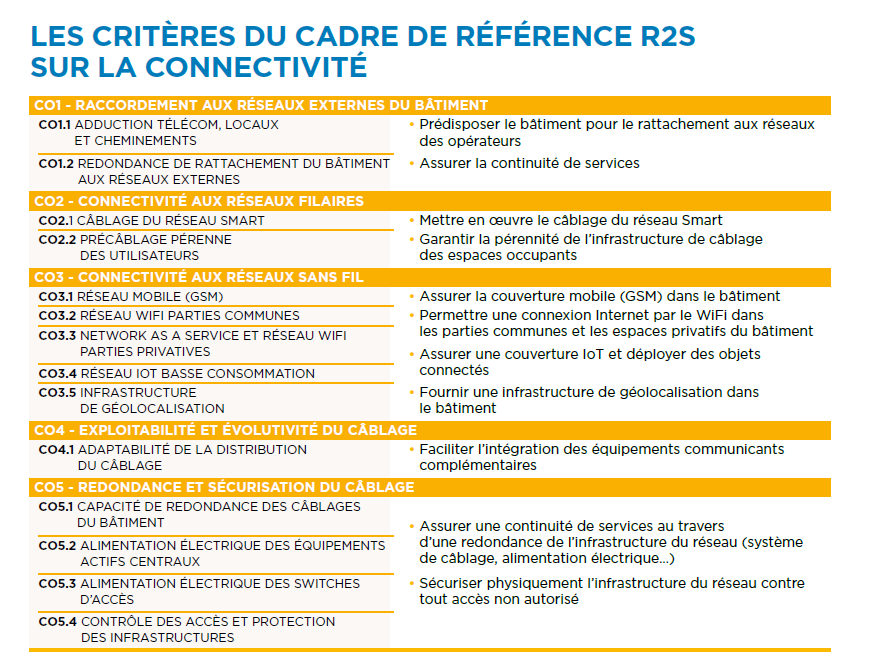 LES CRITÈRES DU CADRE DE RÉFÉRENCE R2S
SUR LA CONNECTIVITÉ
CO1 - RACCORDEMENT AUX RÉSEAUX EXTERNES DU BÂTIMENT
CO1.1 ADDUCTION TÉLÉCOM, LOCAUX
ET CHEMINEMENTS
• Prédisposer le bâtiment pour le rattachement aux réseaux
des opérateurs
CO1.2 REDONDANCE DE RATTACHEMENT DU BÂTIMENT
AUX RÉSEAUX EXTERNES
• Assurer la continuité de services
CO2 - CONNECTIVITÉ AUX RÉSEAUX FILAIRES
CO2.1 CÂBLAGE DU RÉSEAU SMART
• Mettre en œuvre le câblage du réseau Smart
CO2.2 PRÉCÂBLAGE PÉRENNE
DES UTILISATEURS
• Garantir la pérennité de l'infrastructure de câblage
des espaces occupants
CO3 - CONNECTIVITÉ AUX RÉSEAUX SANS FIL
CO3.1 RÉSEAU MOBILE (GSM)
CO3.2 RÉSEAU WIFI PARTIES COMMUNES
CO3.3 NETWORK AS A SERVICE ET RÉSEAU WIFI
PARTIES PRIVATIVES
CO3.4 RÉSEAU IOT BASSE CONSOMMATION
CO3.5 INFRASTRUCTURE
DE GÉOLOCALISATION
• Assurer la couverture mobile (GSM) dans le bâtiment
• Permettre une connexion Internet par le WiFi dans
les parties communes et les espaces privatifs du bâtiment
• Assurer une couverture IoT et déployer des objets
connectés
• Fournir une infrastructure de géolocalisation dans
le bâtiment
CO4 - EXPLOITABILITÉ ET ÉVOLUTIVITÉ DU CÂBLAGE
CO4.1 ADAPTABILITÉ DE LA DISTRIBUTION
DU CÂBLAGE
• Faciliter l'intégration des équipements communicants
complémentaires
CO5 - REDONDANCE ET SÉCURISATION DU CÂBLAGE
CO5.1 CAPACITÉ DE REDONDANCE DES CÂBLAGES
DU BÂTIMENT
CO5.2 ALIMENTATION ÉLECTRIQUE DES ÉQUIPEMENTS
ACTIFS CENTRAUX
CO5.3 ALIMENTATION ÉLECTRIQUE DES SWITCHES
D'ACCÈS
CO5.4 CONTRÔLE DES ACCÈS ET PROTECTION
DES INFRASTRUCTURES
• Assurer une continuité de services au travers
d'une redondance de l'infrastructure du réseau (système
de câblage, alimentation électrique...)
• Sécuriser physiquement l'infrastructure du réseau contre
tout accès non autorisé